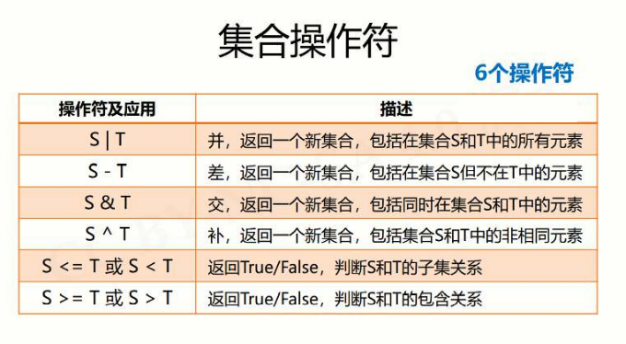 集合操作符
6个操作符
操作符及应用 描述
S | T 并，返回一个新集合，包括在集合S和T中的所有元素
S - T 差，返回一个新集合，包括在集合S但不在T中的元素
S & T 交，返回一个新集合，包括同时在集合S和T中的元素
S ^ T 补，返回一个新集合，包括集合S和T中的非相同元素
S <= T 或 S < T 返回True/False，判断S和T的子集关系
S >= T 或 S > T 返回True/False，判断S和T的包含关系